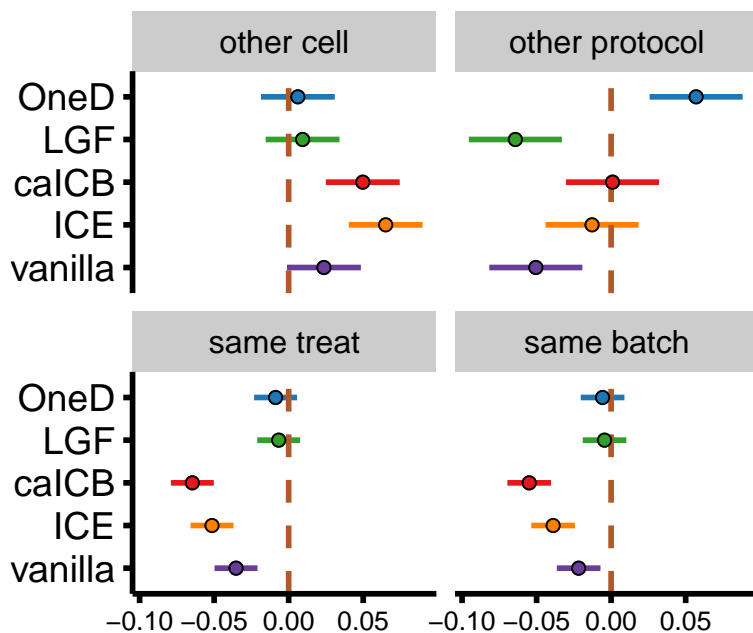 other cell other protocol
OneD
LGF
caICB
ICE
vanilla
same treat same batch
OneD
LGF
caICB
ICE
vanilla
−0.10 −0.05 0.00 0.05 −0.10 −0.05 0.00 0.05